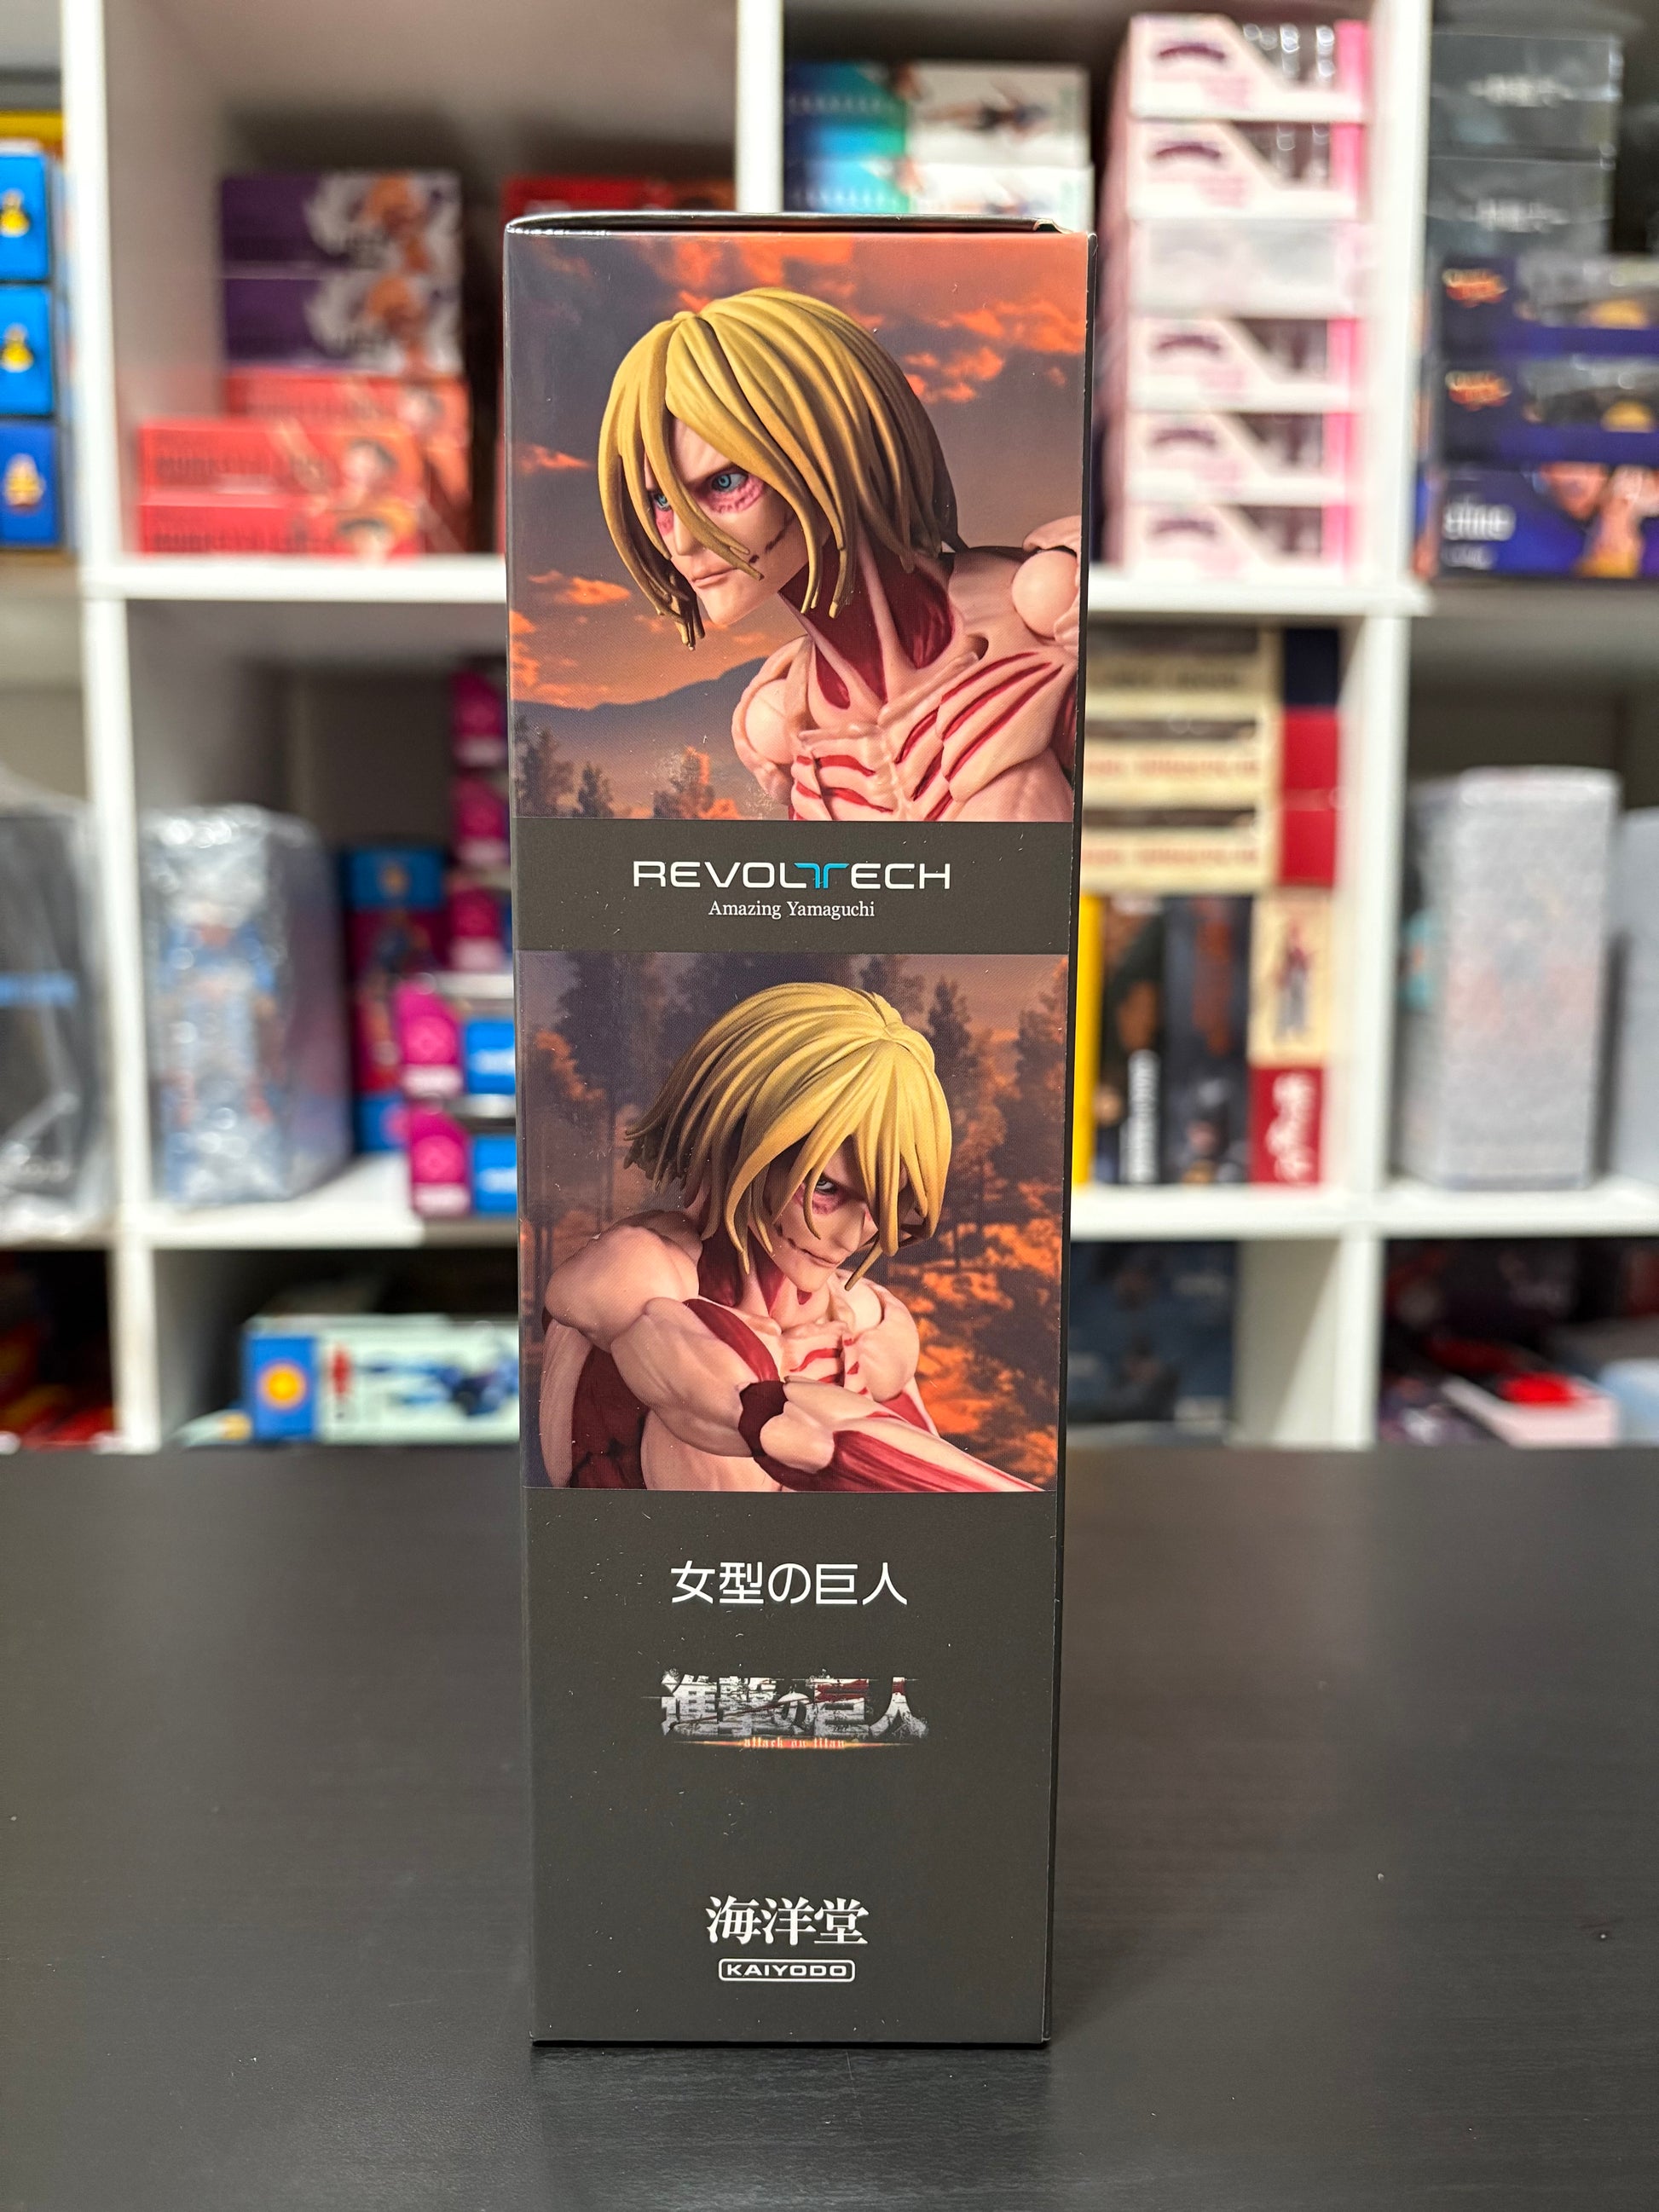 REVOLTECH
Amazing Yamaguchi
女型の巨人
進撃の巨人
attack on titan
海洋堂
KAIYODO